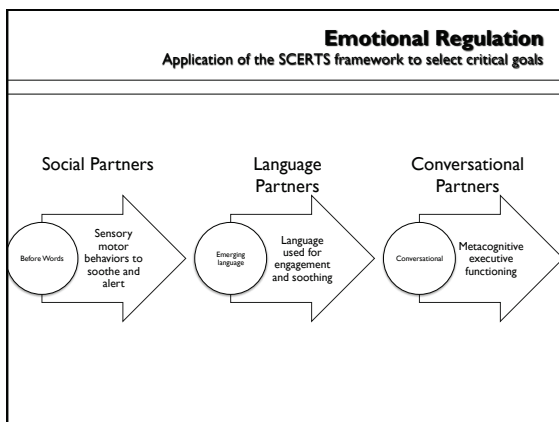 Emotional Regulation
Application of the SCERTS framework to select critical goals
Social Partners
Before Words
Sensory
motor
behaviors to
soothe and
alert
Language
Partners
Emerging
language
Language
used for
engagement
and soothing
Conversational
Partners
Conversational
Metacognitive
executive
functioning